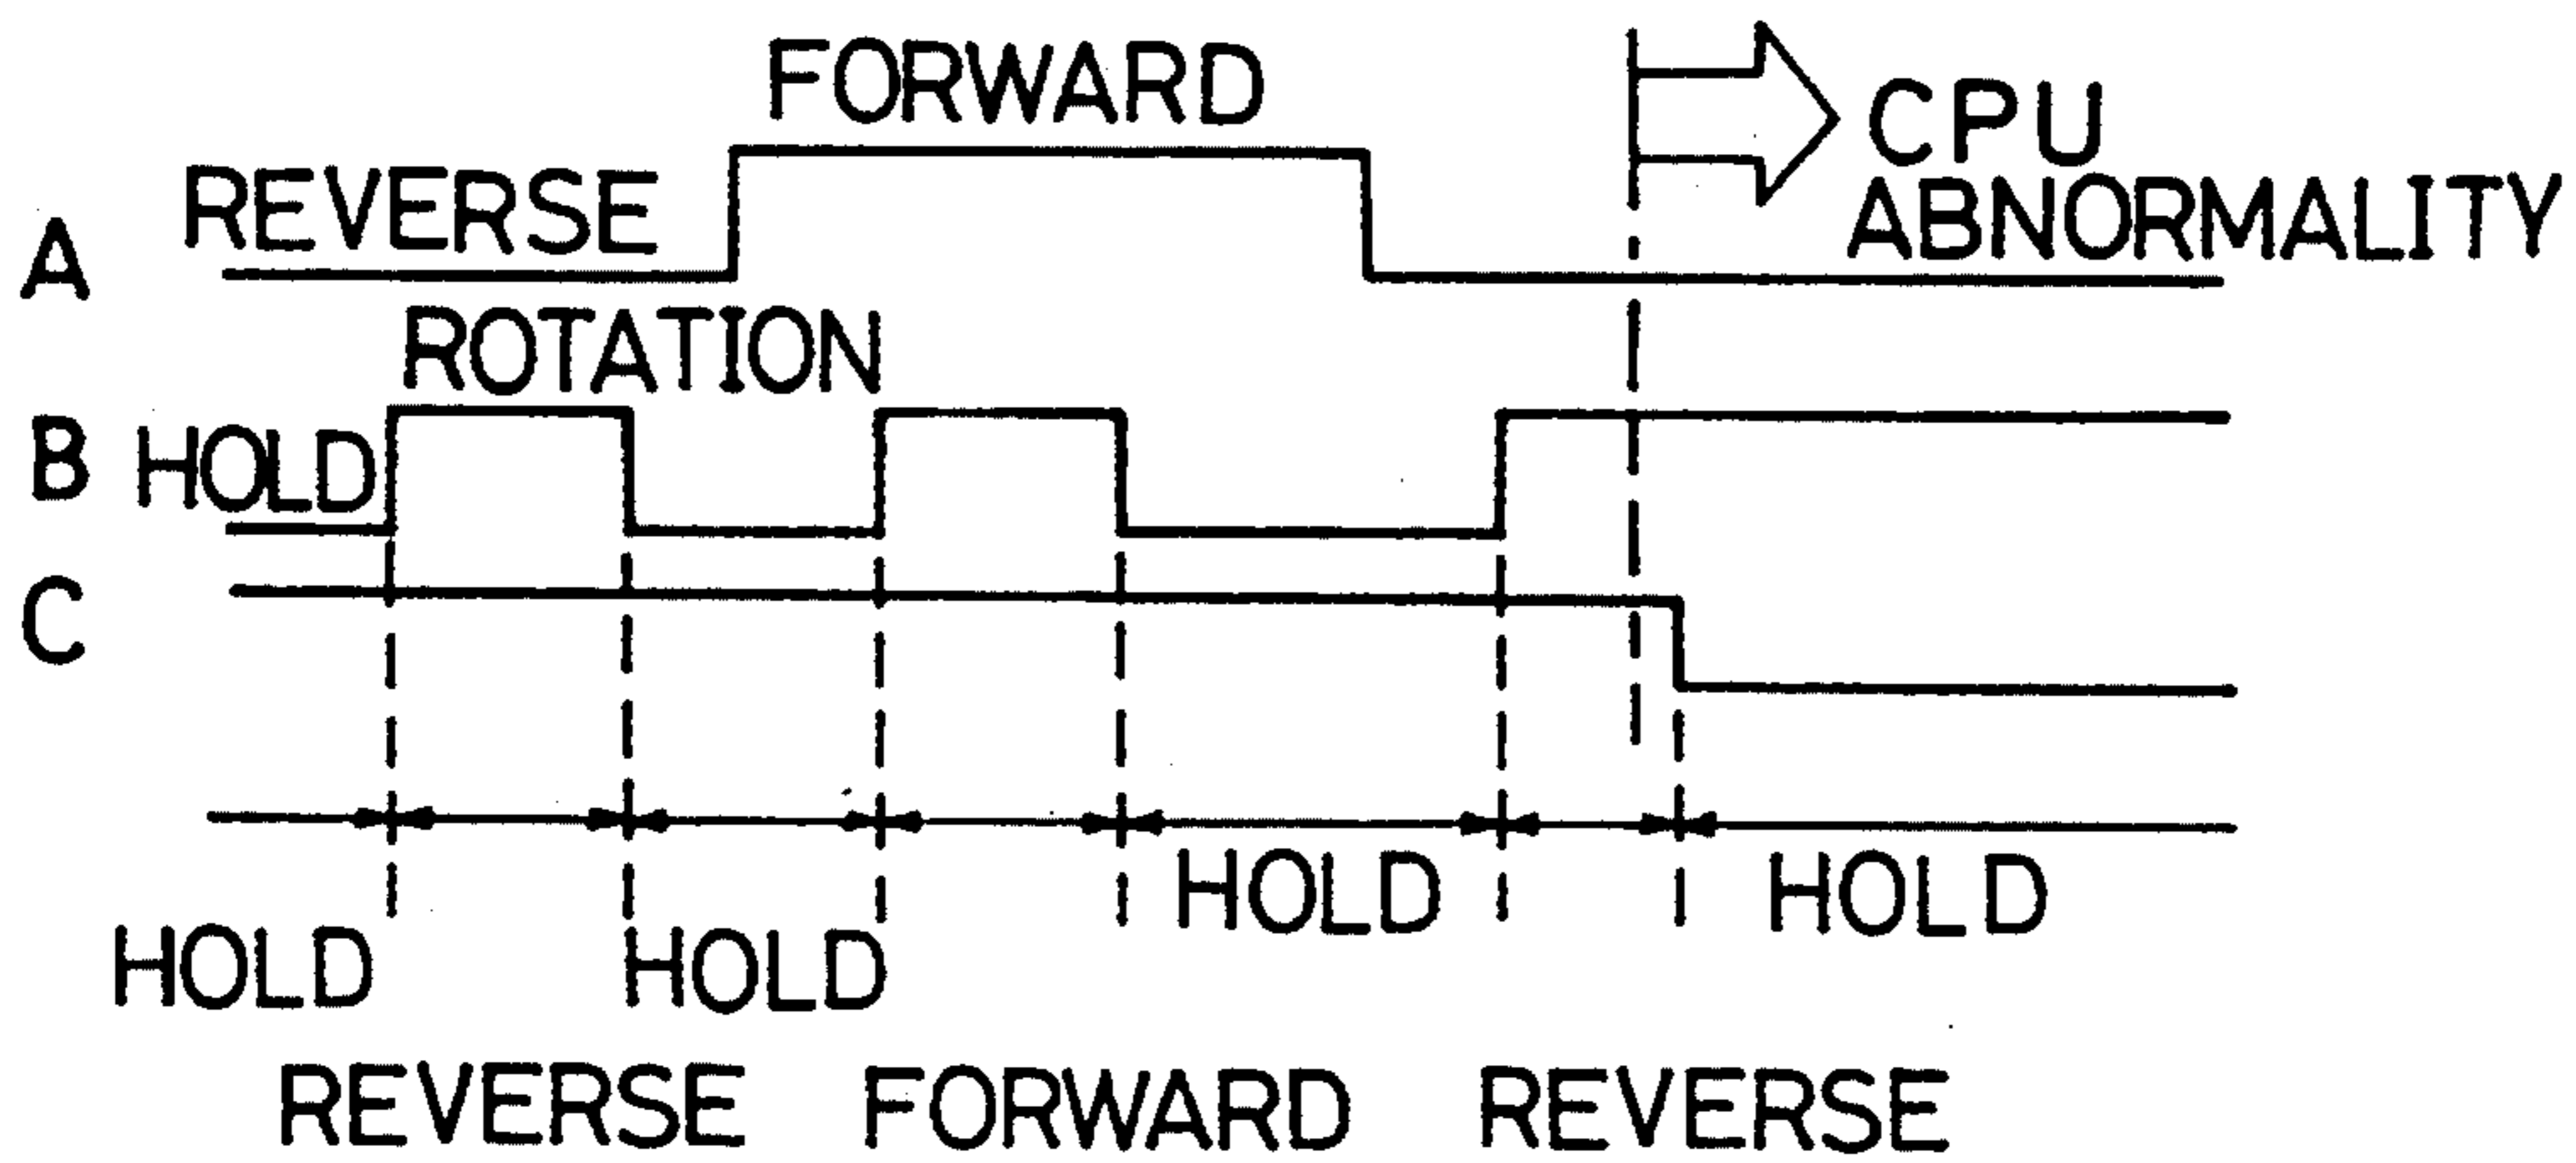 FORWARD
CPU
ABNORMALITY
REVERSE
A
ROTATION
B
HOLD
C
HOLD
HOLD
HOLD
HOLD
REVERSE
FORWARD
REVERSE